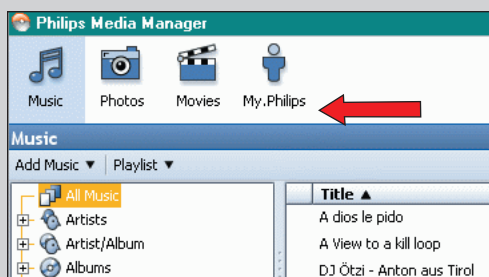 Philips Media Manager
Music Photos Movies My.Philips
Music
Add Music ▼ Playlist ▼
All Music
Artists
Artist/Album
Albums
Title ▲
A dios le pido
A View to a kill loop
DJ Ötzi - Anton aus Tirol